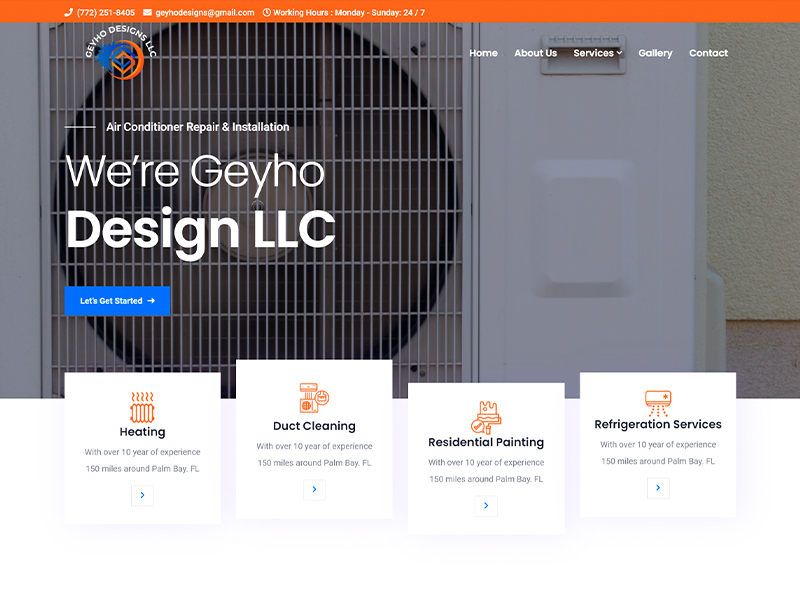 (772) 251-8405 geyhodesigns@gmail.com Working Hours : Monday - Sunday: 24 / 7
GEYHO DESIGNS LLC
Home About Us Services Gallery Contact
Air Conditioner Repair & Installation
We're Geyho
Design LLC
Let's Get Started
Heating
With over 10 year of experience
150 miles around Palm Bay. FL
Duct Cleaning
With over 10 year of experience
150 miles around Palm Bay. FL
Residential Painting
With over 10 year of experience
150 miles around Palm Bay. FL
Refrigeration Services
With over 10 year of experience
150 miles around Palm Bay. FL